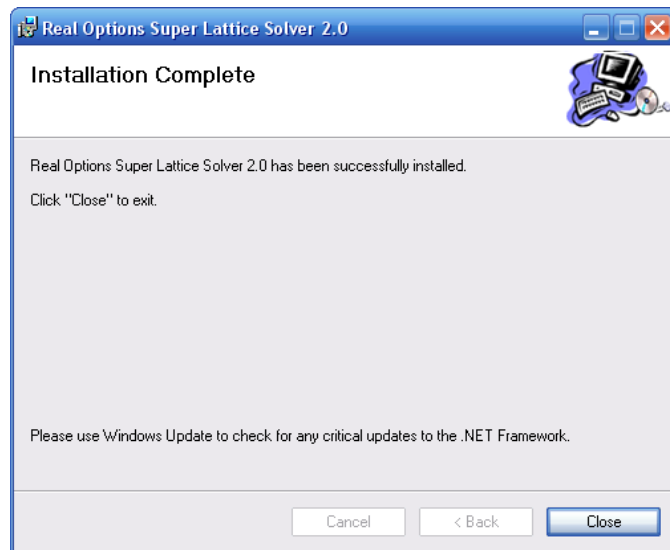 Real Options Super Lattice Solver 2.0
Installation Complete
Real Options Super Lattice Solver 2.0 has been successfully installed.
Click "Close" to exit.
Please use Windows Update to check for any critical updates to the .NET Framework.
Cancel
< Back
Close